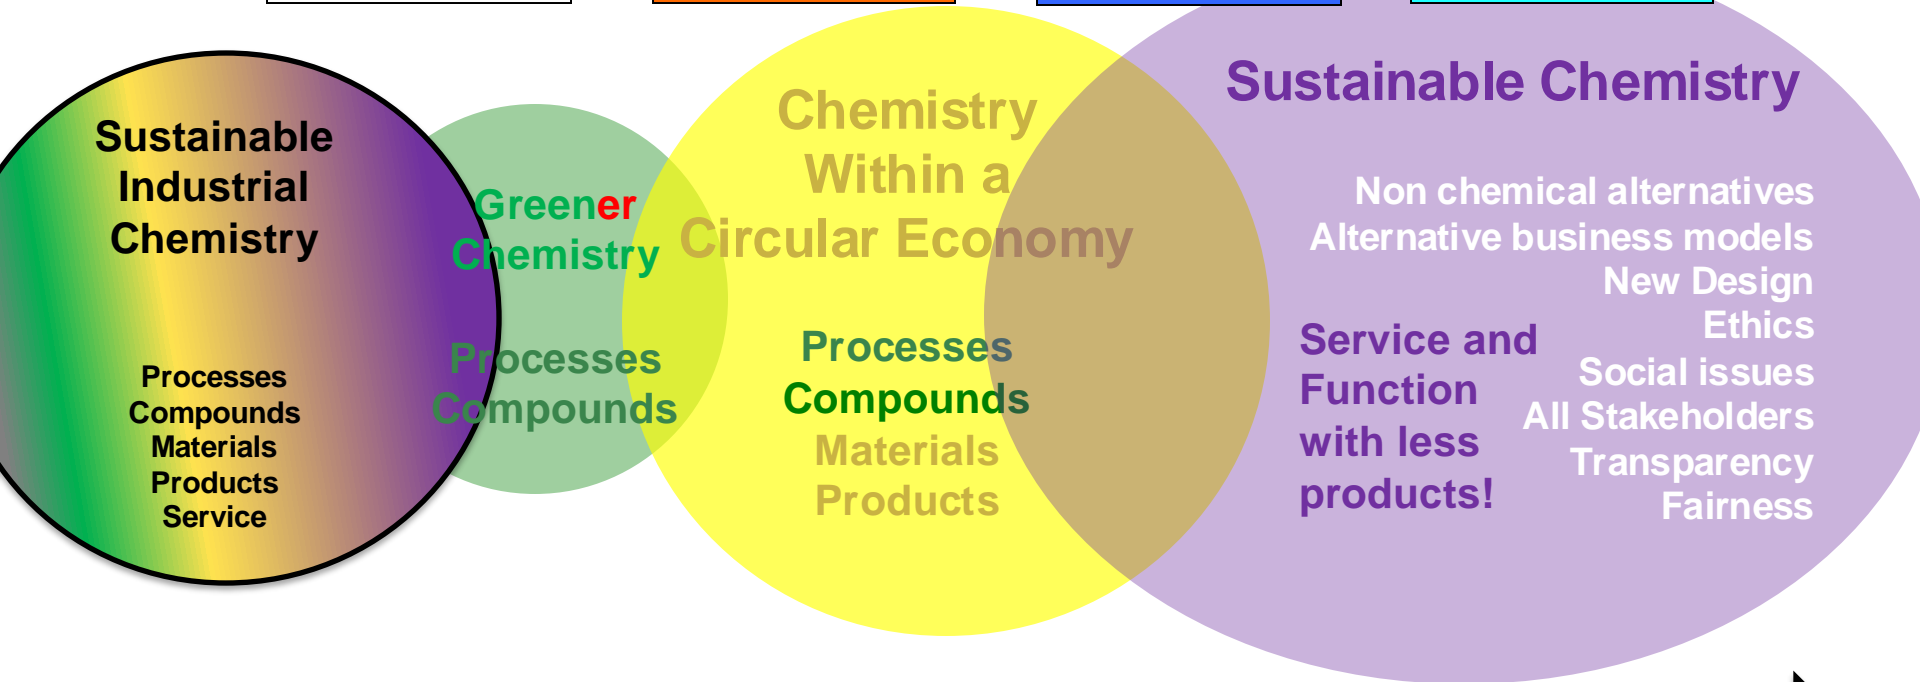 Sustainable
Industrial
Chemistry
Processes
Compounds
Materials
Products
Service
Greener
Chemistry
Processes
Compounds
Chemistry
Within a
Circular Economy
Processes
Compounds
Materials
Products
Sustainable Chemistry
Service and
Function
with less
products!
Non chemical alternatives
Alternative business models
New Design
Ethics
Social issues
All Stakeholders
Transparency
Fairness